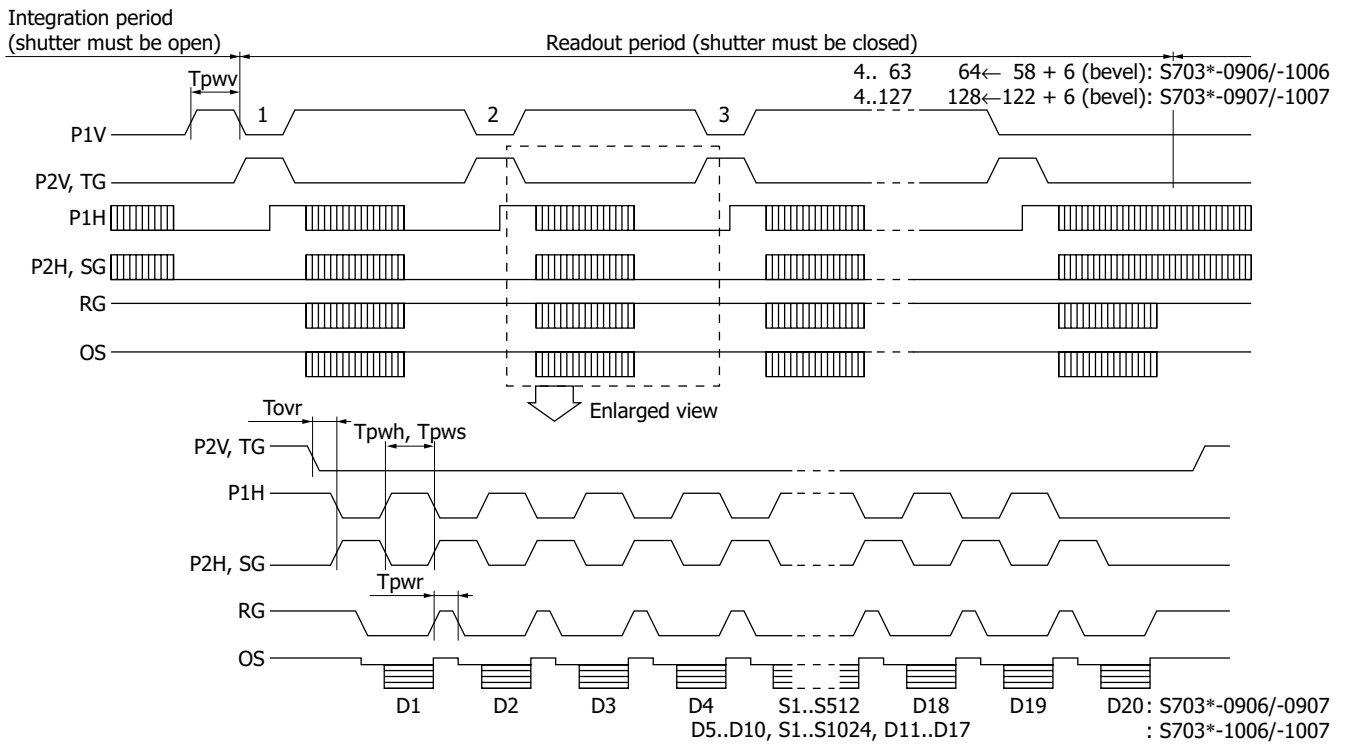 Integration period
(shutter must be open)
Readout period (shutter must be closed)
Tpwv
4.. 63 64← 58 + 6 (bevel): S703*-0906/-1006
4..127 128←122 + 6 (bevel): S703*-0907/-1007
P1V
1
2
3
P2V, TG
P1H
P2H, SG
RG
OS
Enlarged view
Tovr
Tpwh, Tpws
P2V, TG
P1H
P2H, SG
Tpwr
RG
OS
D1 D2 D3 D4 S1..S512 D18 D19 D20: S703*-0906/-0907
D5..D10, S1..S1024, D11..D17 : S703*-1006/-1007